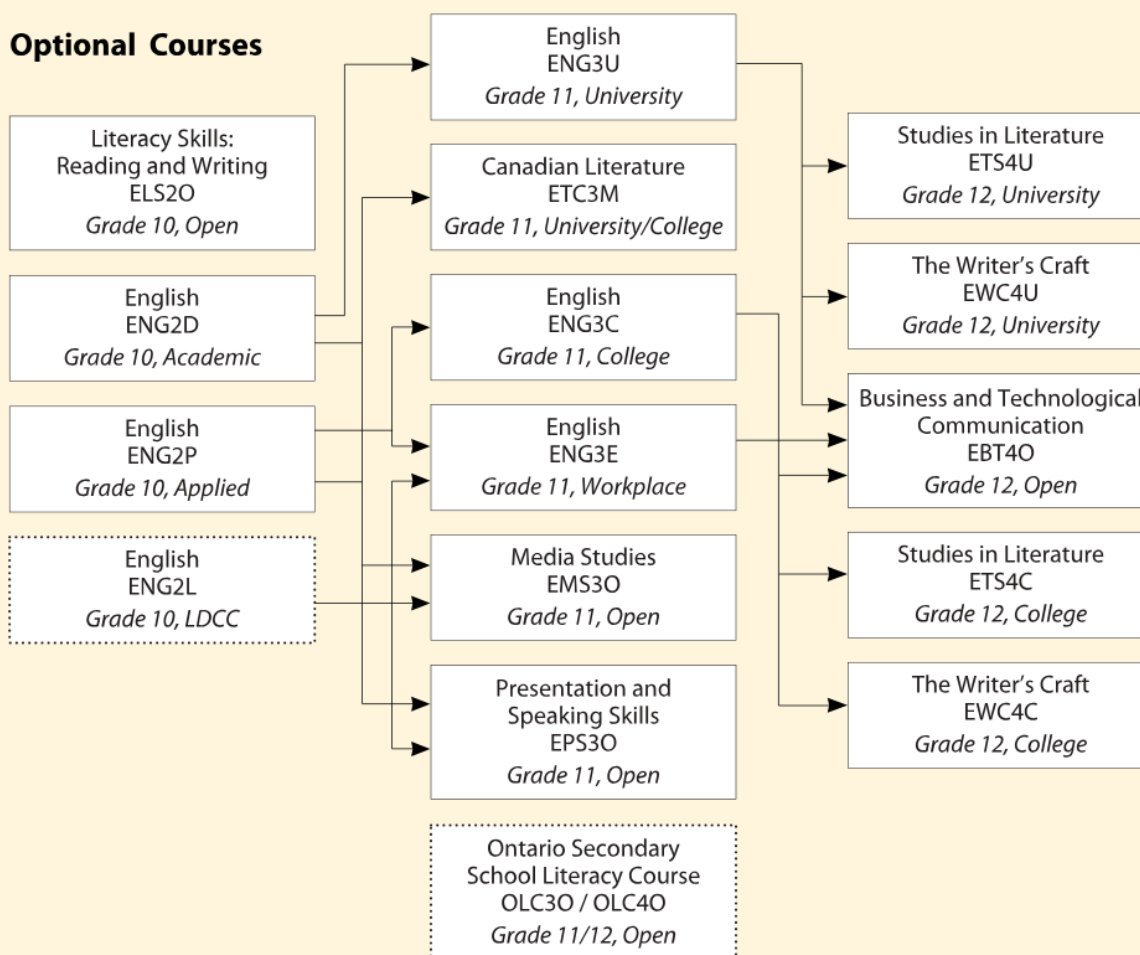 Optional Courses
Literacy Skills:
Reading and Writing
ELS2O
Grade 10, Open
English
ENG2D
Grade 10, Academic
English
ENG2P
Grade 10, Applied
English
ENG2L
Grade 10, LDCC
English
ENG3U
Grade 11, University
Canadian Literature
ETC3M
Grade 11, University/College
English
ENG3C
Grade 11, College
English
ENG3E
Grade 11, Workplace
Media Studies
EMS3O
Grade 11, Open
Presentation and
Speaking Skills
EPS3O
Grade 11, Open
Ontario Secondary
School Literacy Course
OLC3O / OLC4O
Grade 11/12, Open
Studies in Literature
ETS4U
Grade 12, University
The Writer’s Craft
EWC4U
Grade 12, University
Business and Technological
Communication
EBT4O
Grade 12, Open
Studies in Literature
ETS4C
Grade 12, College
The Writer’s Craft
EWC4C
Grade 12, College